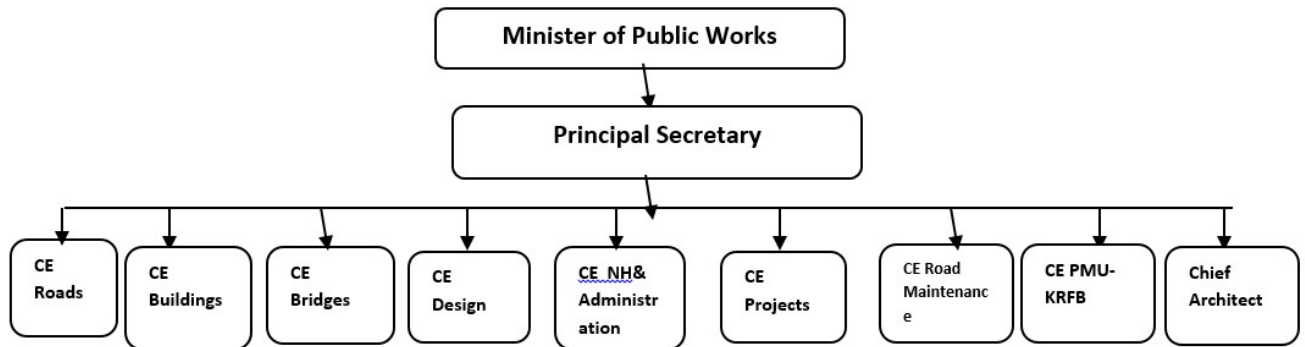 Minister of Public Works
Principal Secretary
CE
Roads
CE
Buildings
CE
Bridges
CE
Design
CE NH&
Administr
ation
CE
Projects
CE Road
Maintenanc
e
CE PMU-
KRFB
Chief
Architect